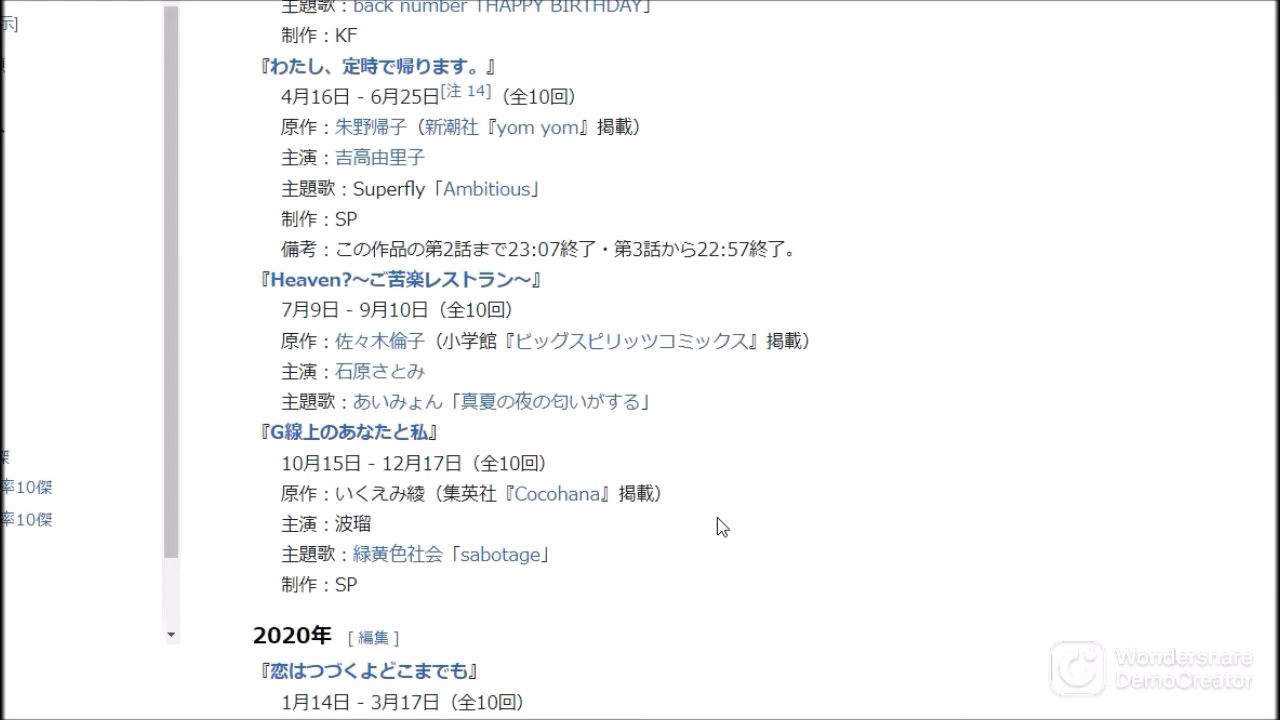 示]
主題歌：back number「HAPPY BIRTHDAY」
制作：KF
『わたし、定時で帰ります。』
4月16日 - 6月25日[注 14]（全10回）
原作：朱野帰子（新潮社『yom yom』掲載）
主演：吉高由里子
主題歌：Superfly「Ambitious」
制作：SP
備考：この作品の第2話まで23:07終了・第3話から22:57終了。
『Heaven?〜ご苦楽レストラン〜』
7月9日 - 9月10日（全10回）
原作：佐々木倫子（小学館『ビッグスピリッツコミックス』掲載）
主演：石原さとみ
主題歌：あいみょん「真夏の夜の匂いがする」
『G線上のあなたと私』
10月15日 - 12月17日（全10回）
傑
率10傑
原作：いくえみ綾（集英社『Cocohana』掲載）
率10傑
主演：波瑠
主題歌：緑黄色社会「sabotage」
制作：SP
2020年 [ 編集 ]
『恋はつづくよどこまでも』
1月14日 - 3月17日（全10回）
Wondershare
DemoCreator